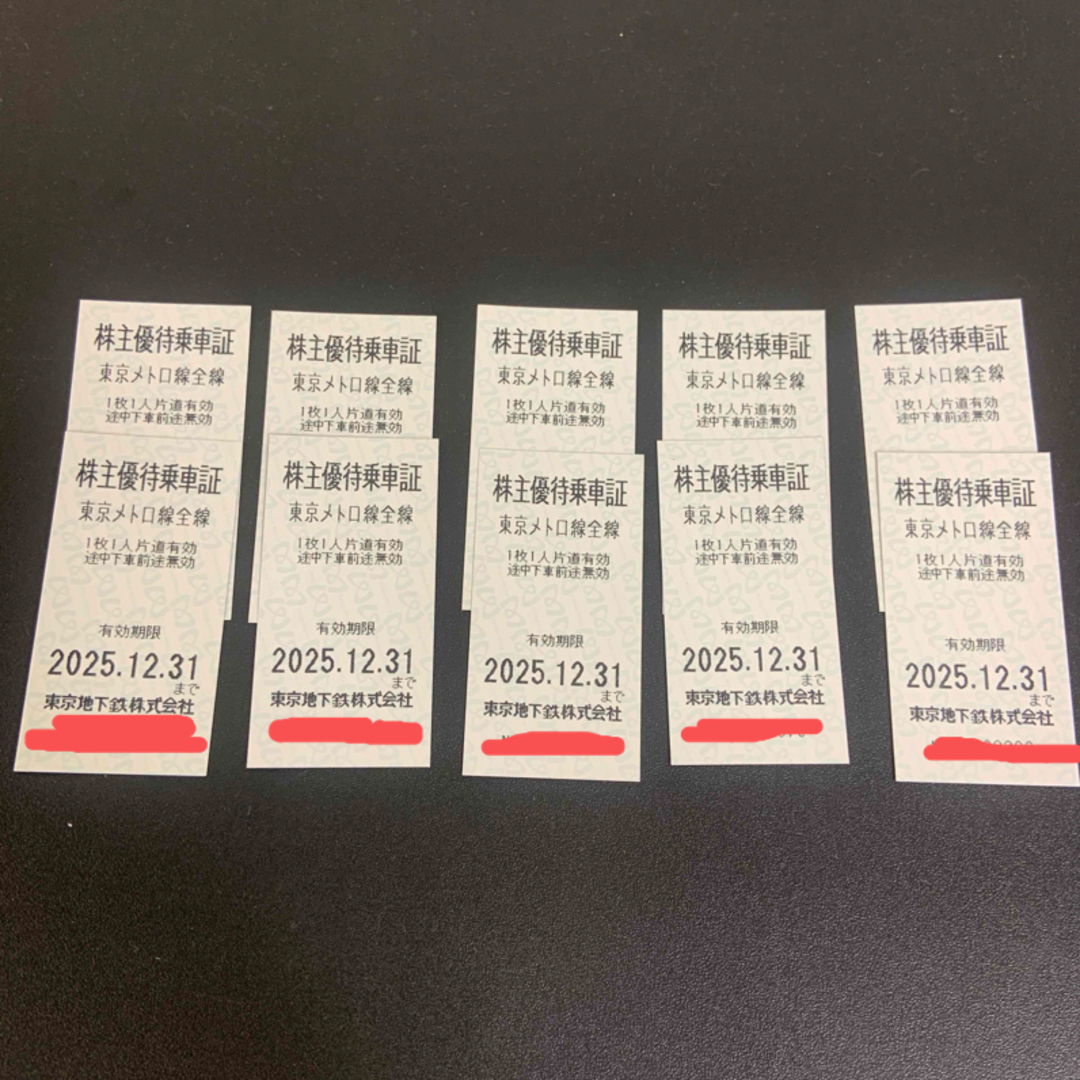 株主優待乗車証
東京メトロ線全線
1枚1人片道有効
途中下車前途無効
株主優待乗車証
東京メトロ線全線
1枚1人片道有効
途中下車前途無効
株主優待乗車証
東京メトロ線全線
1枚1人片道有効
途中下車前途無効
株主優待乗車証
東京メトロ線全線
1枚1人片道有効
途中下車前途無効
株主優待乗車証
東京メトロ線全線
1枚1人片道有効
途中下車前途無効
株主優待乗車証
東京メトロ線全線
1枚1人片道有効
途中下車前途無効
有効期限
2025.12.31
まで
東京地下鉄株式会社
株主優待乗車証
東京メトロ線全線
1枚1人片道有効
途中下車前途無効
有効期限
2025.12.31
まで
東京地下鉄株式会社
株主優待乗車証
東京メトロ線全線
1枚1人片道有効
途中下車前途無効
有効期限
2025.12.31
まで
東京地下鉄株式会社
株主優待乗車証
東京メトロ線全線
1枚1人片道有効
途中下車前途無効
有効期限
2025.12.31
まで
東京地下鉄株式会社
株主優待乗車証
東京メトロ線全線
1枚1人片道有効
途中下車前途無効
有効期限
2025.12.31
まで
東京地下鉄株式会社